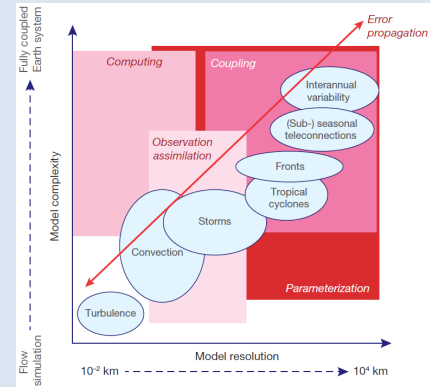 Fully coupled
Earth system
Model complexity
Flow
simulation
Error
propagation
Computing
Coupling
Interannual
variability
(Sub-) seasonal
teleconnections
Observation
assimilation
Fronts
Tropical
cyclones
Storms
Convection
Parameterization
Turbulence
Model resolution
10⁻² km
10⁴ km